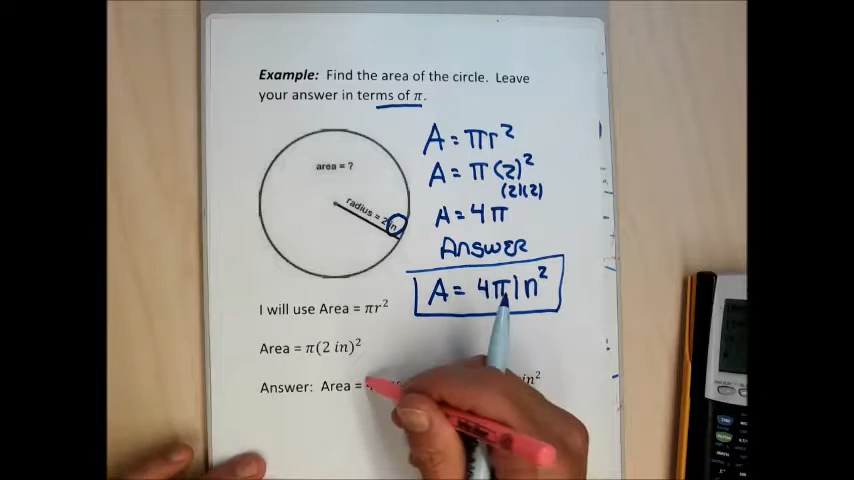 Example: Find the area of the circle. Leave
your answer in terms of π.
area = ?
radius = 2 in
A = πr²
A = π(2)²
(2)(2)
A = 4π
Answer
A = 4π in²
I will use Area = πr²
Area = π(2 in)²
Answer: Area =
in²